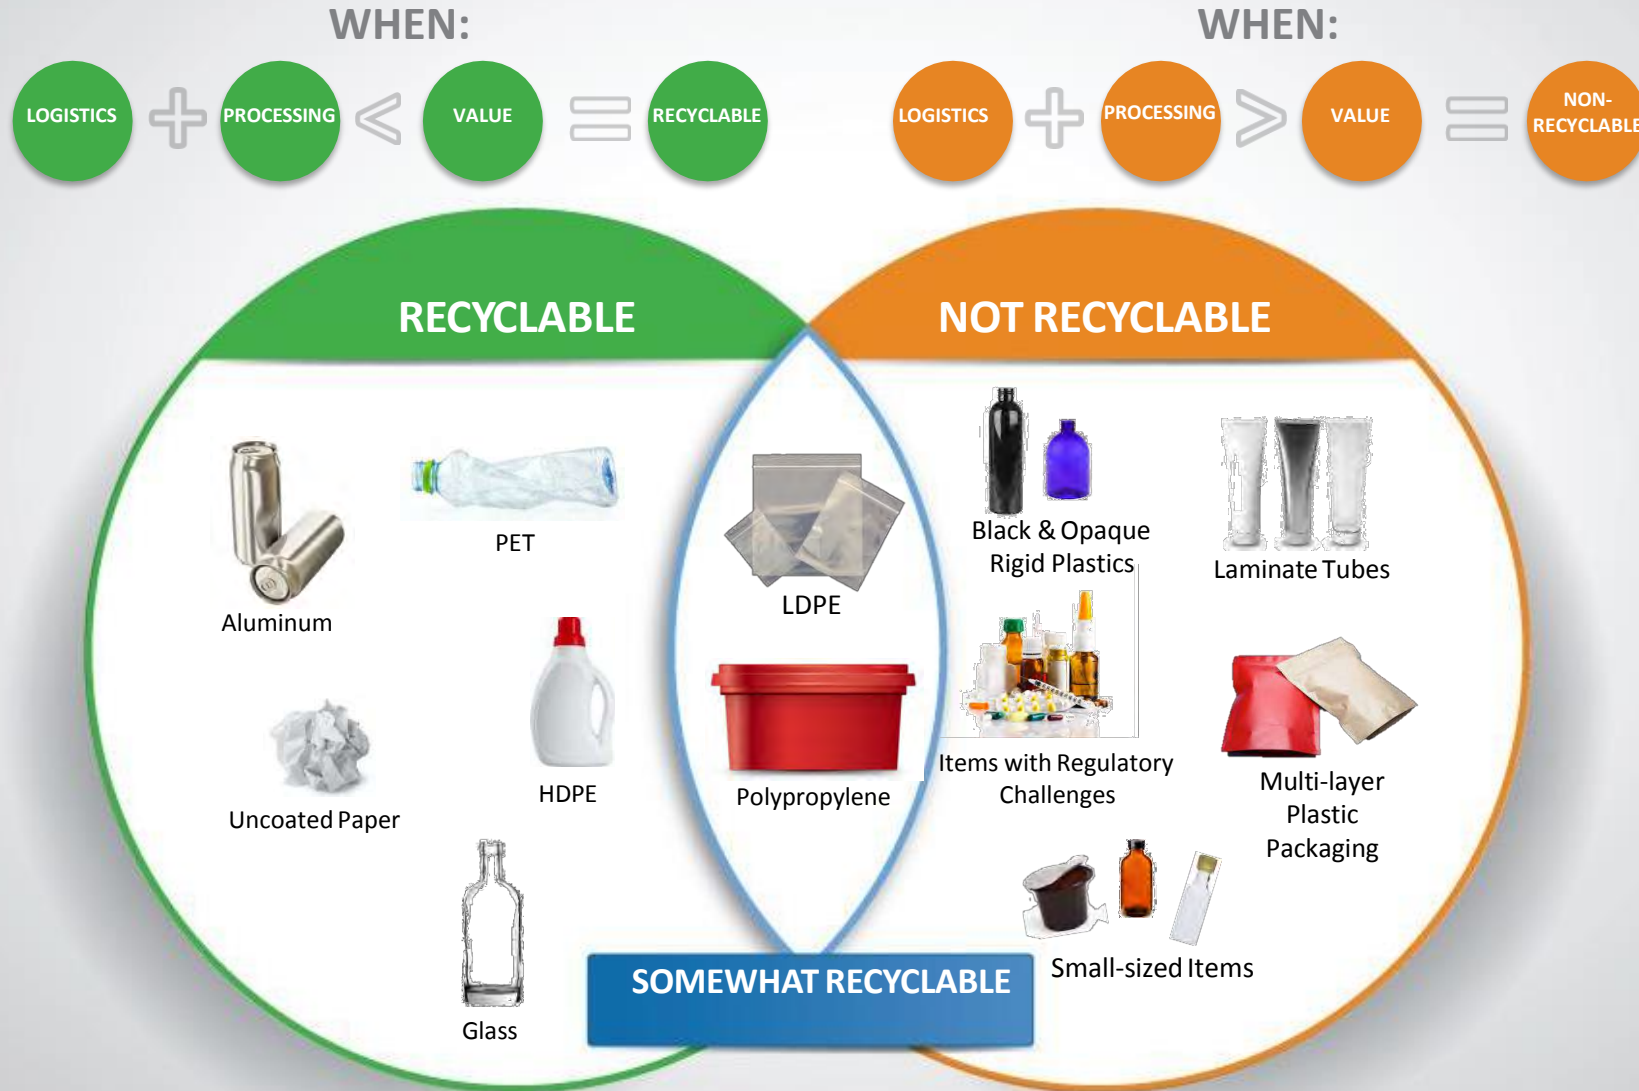 WHEN:
LOGISTICS + PROCESSING < VALUE = RECYCLABLE
WHEN:
LOGISTICS + PROCESSING > VALUE = NON-
RECYCLABLE
RECYCLABLE
NOT RECYCLABLE
Aluminum
PET
Uncoated Paper
HDPE
Glass
LDPE
Polypropylene
SOMEWHAT RECYCLABLE
Black & Opaque
Rigid Plastics
Laminate Tubes
Items with Regulatory
Challenges
Multi-layer
Plastic
Packaging
Small-sized Items